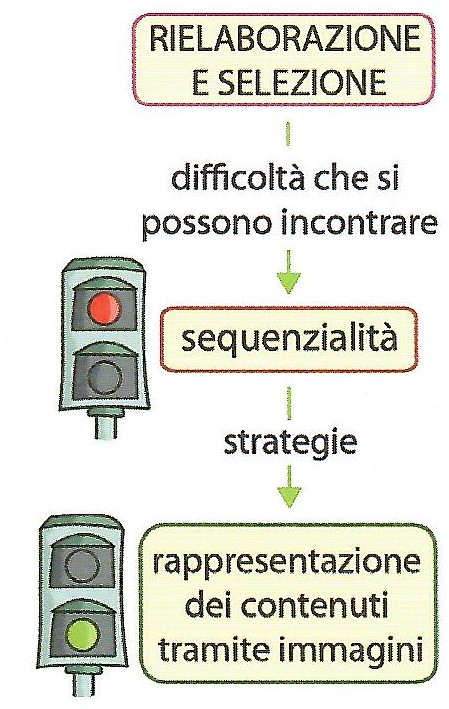 RIELABORAZIONE
E SELEZIONE
difficoltà che si
possono incontrare
sequenzialità
strategie
rappresentazione
dei contenuti
tramite immagini